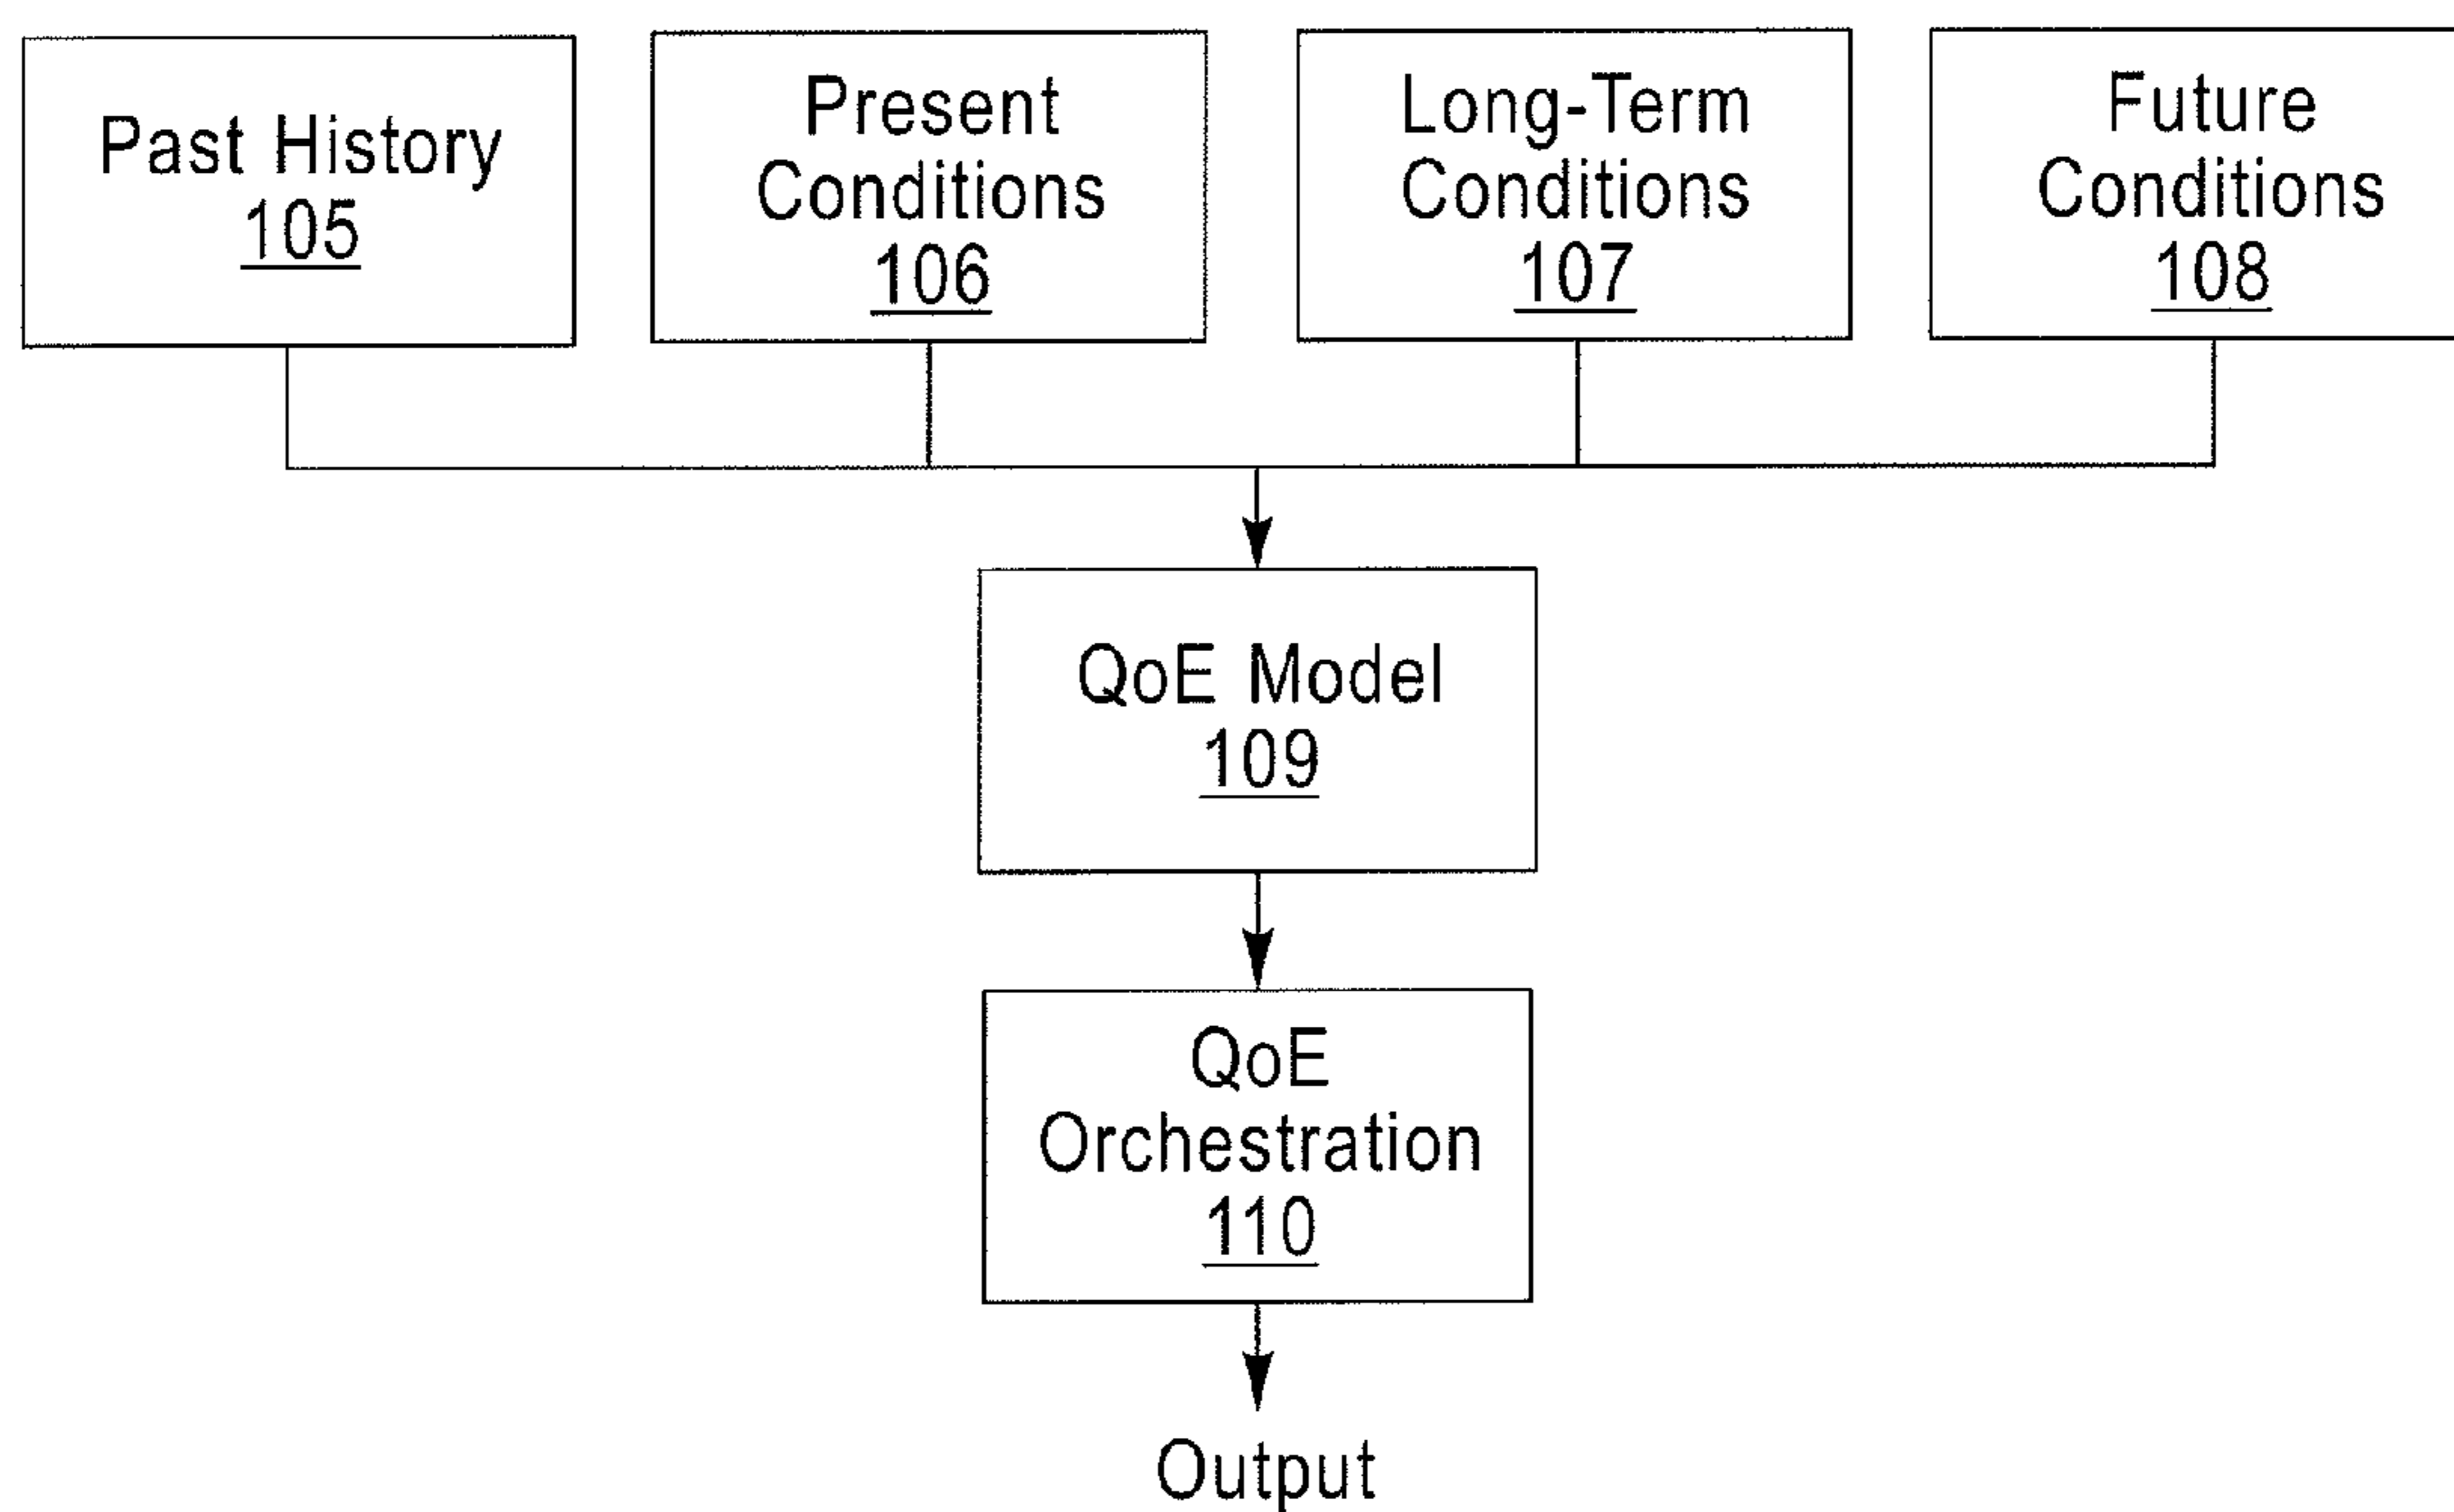 Past History
105
Present
Conditions
106
Long-Term
Conditions
107
Future
Conditions
108
QoE Model
109
QoE
Orchestration
110
Output